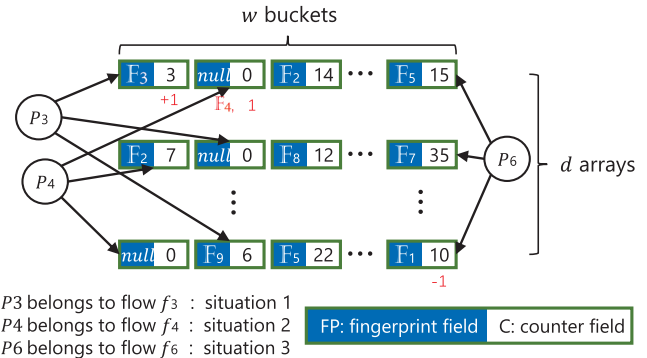 w buckets
𝔽3 3 null 0 𝔽2 14 ··· 𝔽5 15
+1 𝔽4, 1
P3
𝔽2 7 null 0 𝔽8 12 ··· 𝔽7 35
P6
d arrays
P4
null 0 𝔽9 6 𝔽5 22 ··· 𝔽1 10
-1
P3 belongs to flow f3 : situation 1
P4 belongs to flow f4 : situation 2
P6 belongs to flow f6 : situation 3
FP: fingerprint field C: counter field